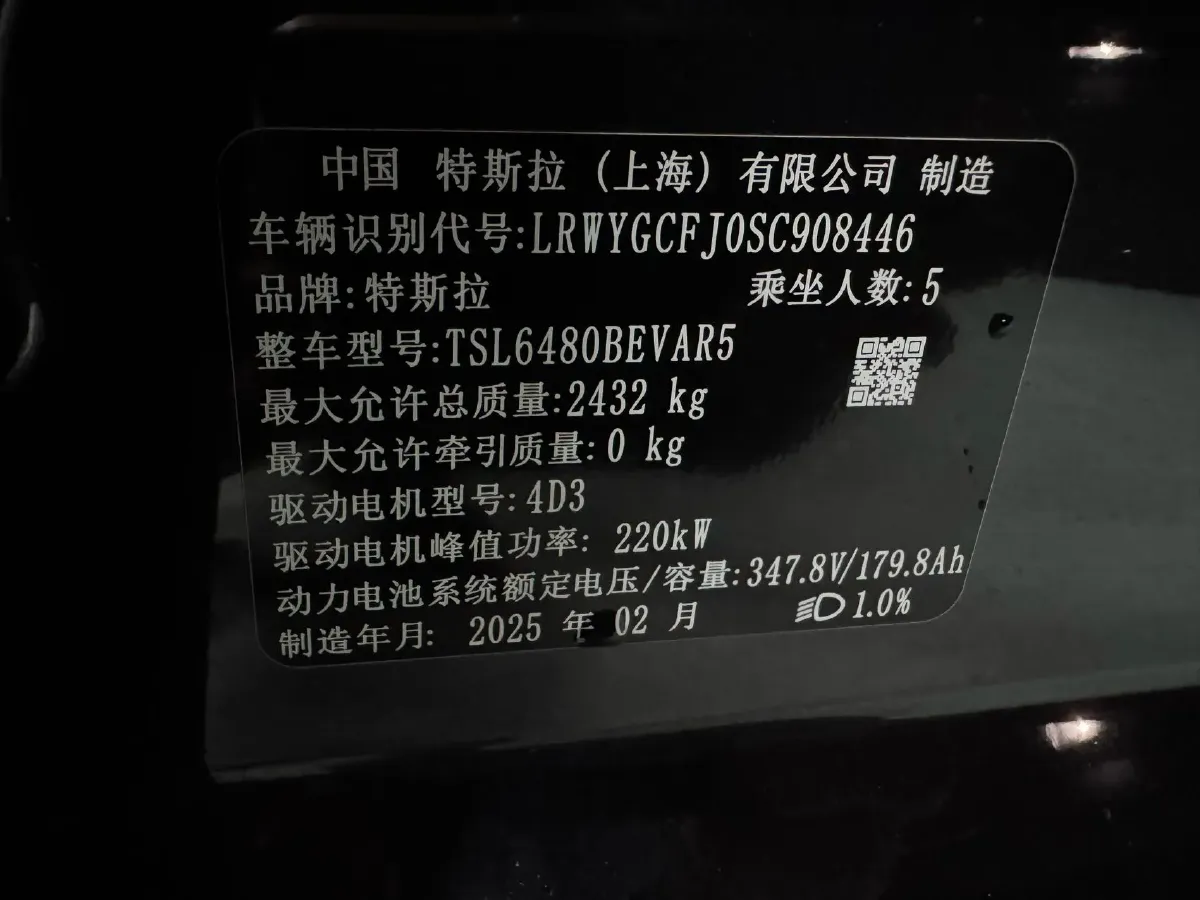 中国 特斯拉（上海）有限公司 制造
车辆识别代号:LRWYGCFJ0SC908446
品牌:特斯拉 乘坐人数:5
整车型号:TSL6480BEVAR5
最大允许总质量:2432 kg
最大允许牵引质量:0 kg
驱动电机型号:4D3
驱动电机峰值功率: 220kW
动力电池系统额定电压/容量:347.8V/179.8Ah
制造年月: 2025 年 02 月 1.0%